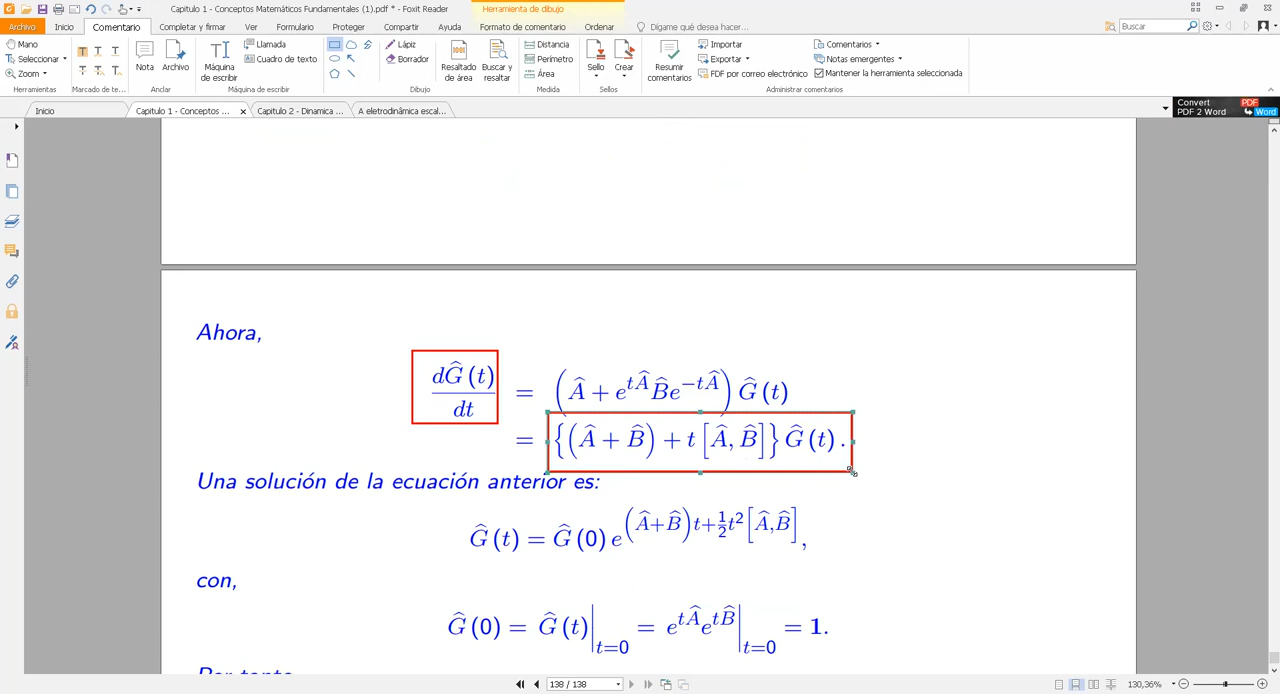 Capitulo 1 - Conceptos Matemáticos Fundamentales (1).pdf * - Foxit Reader
Herramienta de dibujo
Archivo Inicio Comentario Completar y firmar Ver Formulario Proteger Compartir Ayuda Formato de comentario Ordenar Dígame qué desea hacer... Buscar
Mano
Seleccionar
Zoom
Herramientas
Marcado de te...
Nota
Archivo
Anclar
Máquina de escribir
Llamada
Cuadro de texto
Máquina de escribir
Lápiz
Borrador
Dibujo
Resaltado de área
Buscar y resaltar
Distancia
Perímetro
Área
Medida
Sello
Crear
Sellos
Resumir comentarios
Importar
Exportar
FDF por correo electrónico
Comentarios
Notas emergentes
Mantener la herramienta seleccionada
Administrar comentarios
Inicio Capitulo 1 - Conceptos ... Capitulo 2 - Dinamica ... A eletrodinâmica escal...
Convert PDF
PDF 2 Word Word
Ahora,
dĜ(t)/dt = (Â + e^{tÂ} B̂ e^{−tÂ}) Ĝ(t)
= {(Â + B̂) + t [Â, B̂]} Ĝ(t).
Una solución de la ecuación anterior es:
Ĝ(t) = Ĝ(0) e^{(Â+B̂)t+½t²[Â,B̂]},
con,
Ĝ(0) = Ĝ(t)|_{t=0} = e^{tÂ} e^{tB̂}|_{t=0} = 1.
Por tanto
138 / 138
130,36%